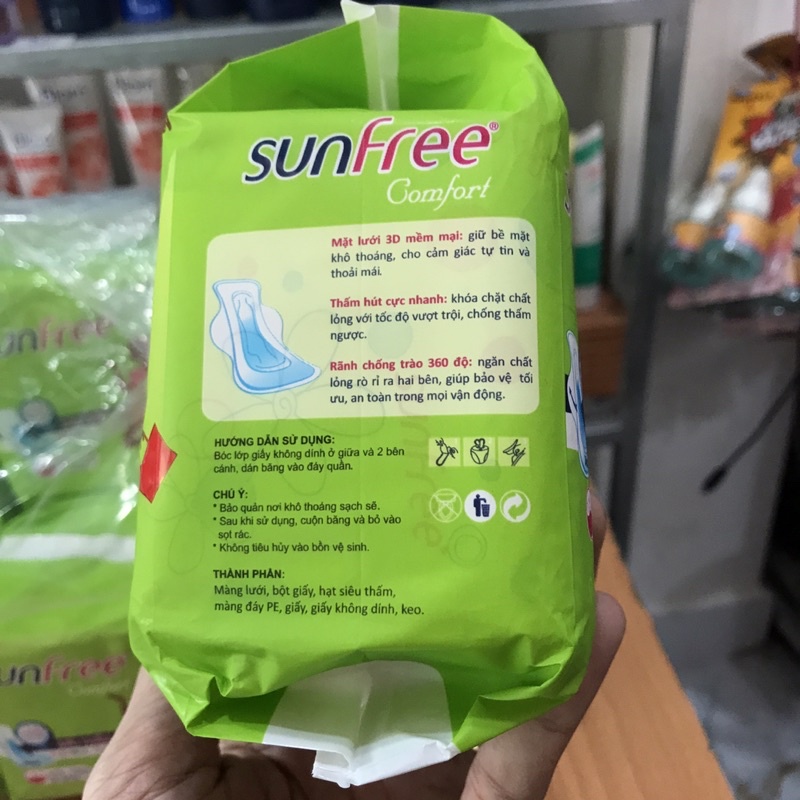 sunfree®
Comfort
Mặt lưới 3D mềm mại: giữ bề mặt
khô thoáng, cho cảm giác tự tin và
thoải mái.
Thấm hút cực nhanh: khóa chặt chất
lỏng với tốc độ vượt trội, chống thấm
ngược.
Rãnh chống trào 360 độ: ngăn chất
lỏng rò rỉ ra hai bên, giúp bảo vệ tối
ưu, an toàn trong mọi vận động.
HƯỚNG DẪN SỬ DỤNG:
Bóc lớp giấy không dính ở giữa và 2 bên
cánh, dán băng vào đáy quần.
CHÚ Ý:
* Bảo quản nơi khô thoáng sạch sẽ.
* Sau khi sử dụng, cuộn băng và bỏ vào
sọt rác.
* Không tiêu hủy vào bồn vệ sinh.
THÀNH PHẦN:
Màng lưới, bột giấy, hạt siêu thấm,
màng đáy PE, giấy, giấy không dính, keo.
unfree
unfree
Comfort